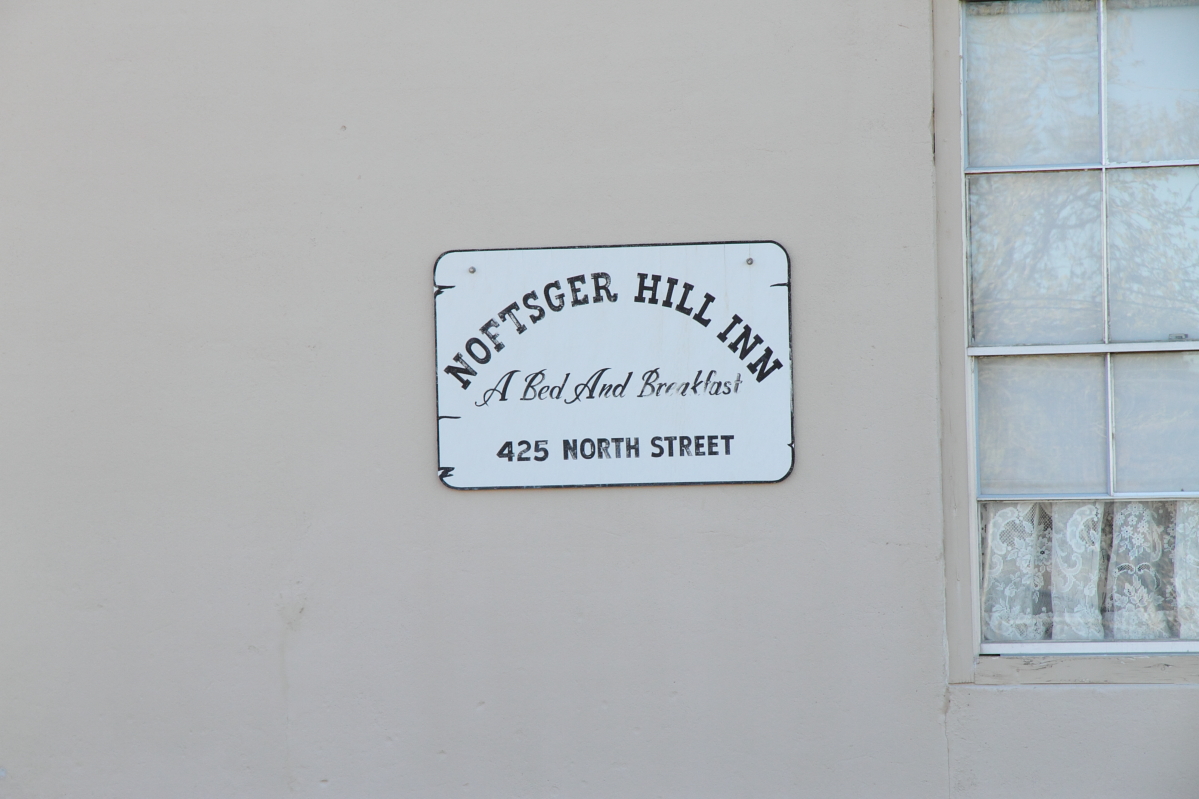 NOFTSGER HILL INN
A Bed And Breakfast
425 NORTH STREET